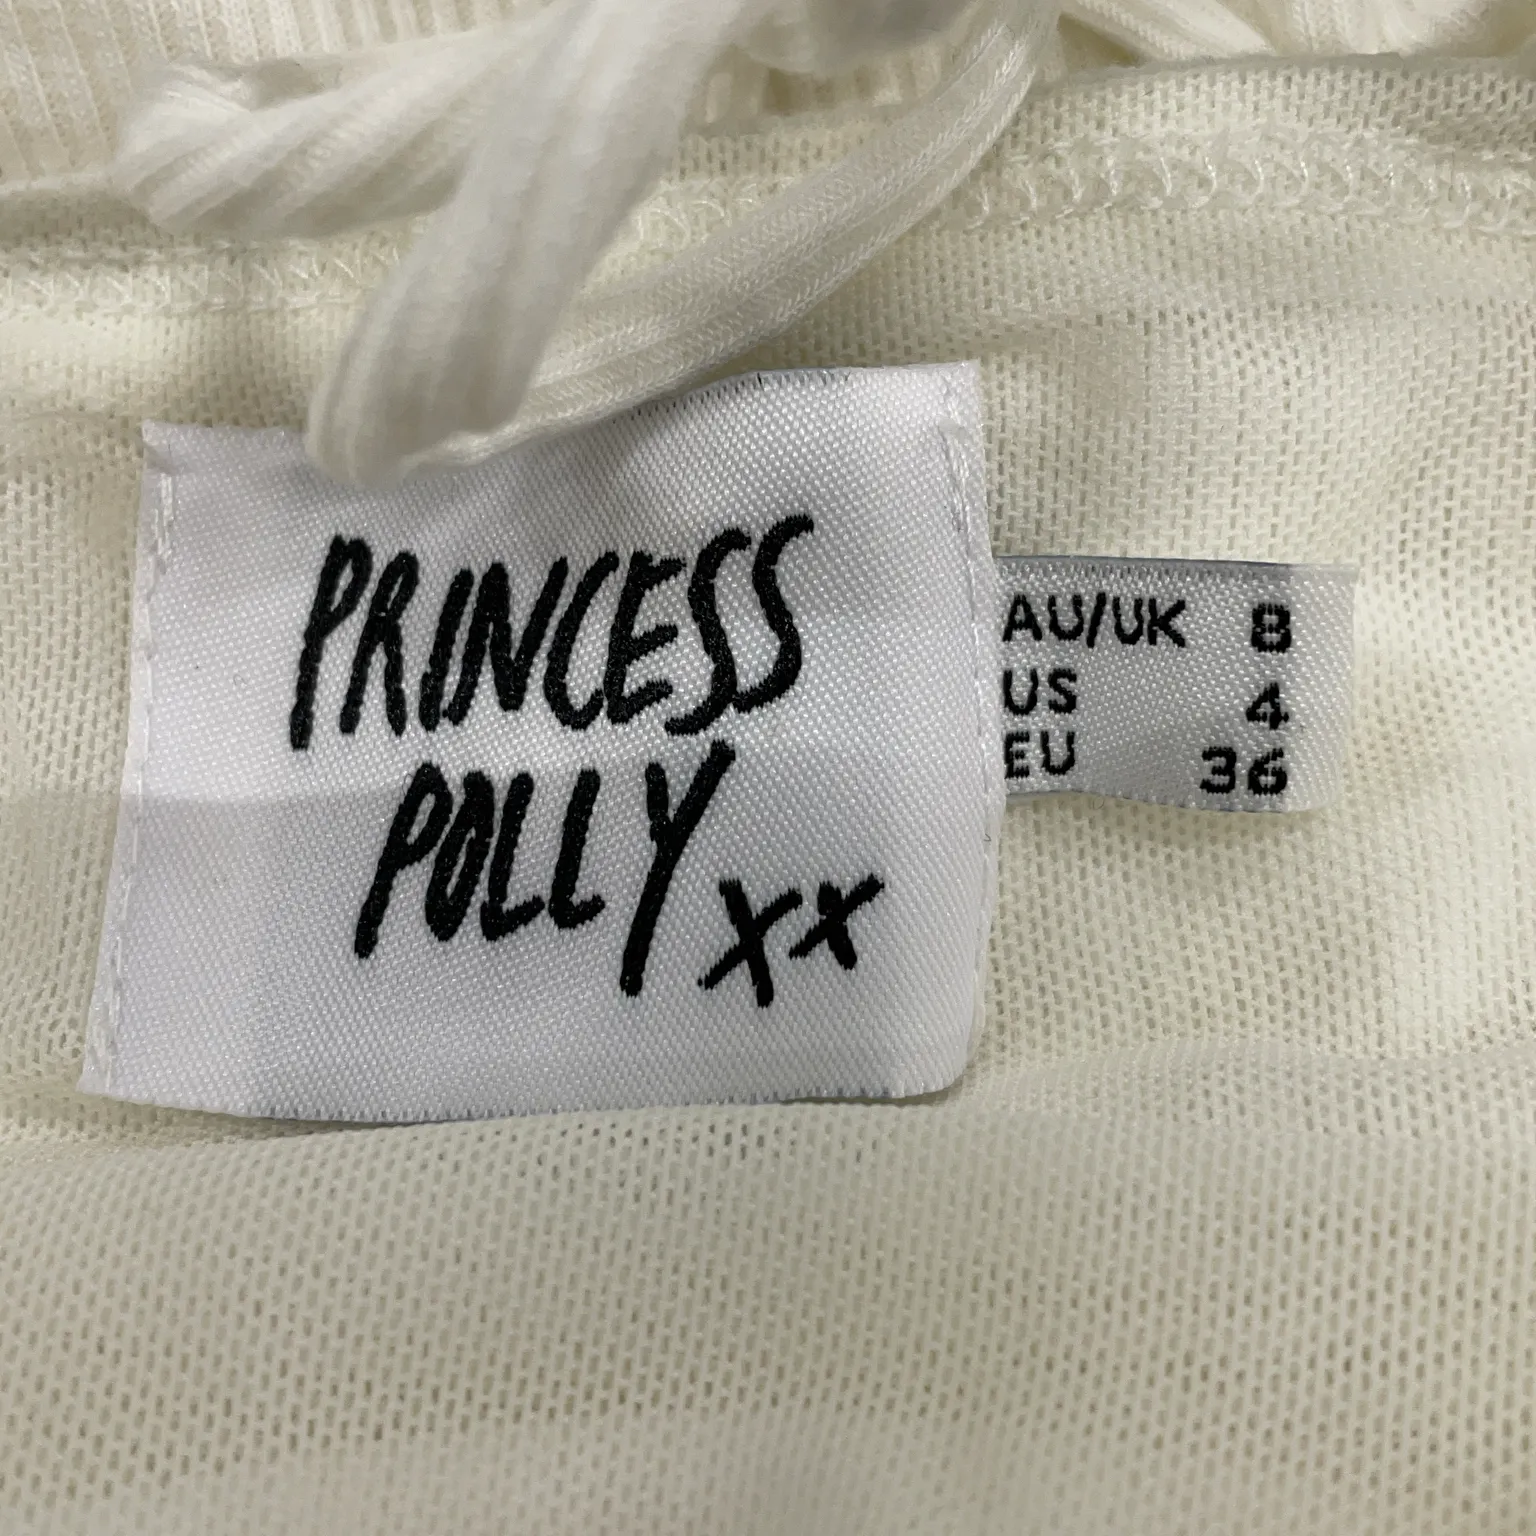 PRINCESS
POLLY xx
AU/UK 8
US 4
EU 36